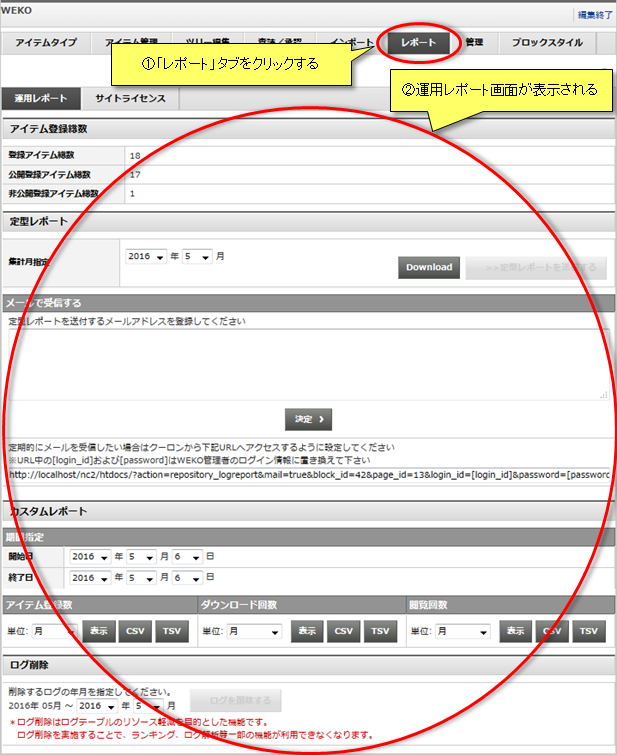 WEKO
編集終了
アイテムタイプ アイテム管理 ツリー編集 査読／承認 インポート レポート 管理 ブロックスタイル
①「レポート」タブをクリックする
②運用レポート画面が表示される
運用レポート サイトライセンス
アイテム登録総数
登録アイテム総数 18
公開登録アイテム総数 17
非公開登録アイテム総数 1
定型レポート
集計月指定 2016 年 5 月
Download >>定型レポートを送信する
メールで受信する
定型レポートを送付するメールアドレスを登録してください
決定
定期的にメールを受信したい場合はクーロンから下記URLへアクセスするように設定してください
※URL中の[login_id]および[password]はWEKO管理者のログイン情報に置き換えて下さい
http://localhost/nc2/htdocs/?action=repository_logreport&mail=true&block_id=42&page_id=13&login_id=[login_id]&password=[password
カスタムレポート
期間指定
開始日 2016 年 5 月 6 日
終了日 2016 年 5 月 6 日
アイテム登録数 ダウンロード回数 閲覧回数
単位: 月 表示 CSV TSV 単位: 月 表示 CSV TSV 単位: 月 表示 CSV TSV
ログ削除
削除するログの年月を指定してください。
2016年 05月 ～ 2016 年 5 月 ログを削除する
＊ログ削除はログテーブルのリソース軽減を目的とした機能です。
ログ削除を実施することで、ランキング、ログ解析等一部の機能が利用できなくなります。